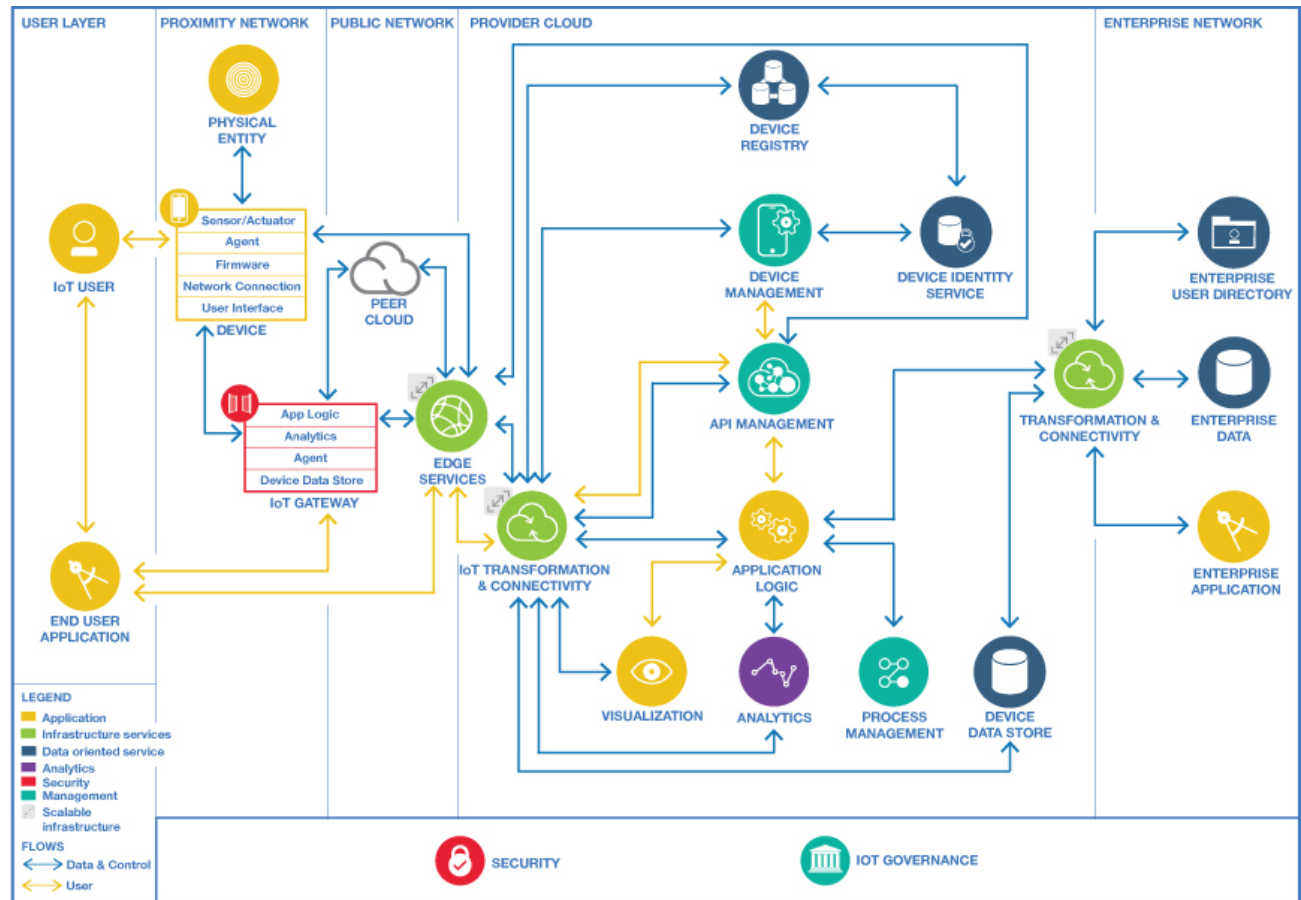 USER LAYER
PROXIMITY NETWORK
PUBLIC NETWORK
PROVIDER CLOUD
ENTERPRISE NETWORK
PHYSICAL
ENTITY
DEVICE
REGISTRY
IoT USER
Sensor/Actuator
Agent
Firmware
Network Connection
User Interface
DEVICE
PEER
CLOUD
DEVICE
MANAGEMENT
DEVICE IDENTITY
SERVICE
ENTERPRISE
USER DIRECTORY
App Logic
Analytics
Agent
Device Data Store
IoT GATEWAY
EDGE
SERVICES
API MANAGEMENT
TRANSFORMATION &
CONNECTIVITY
ENTERPRISE
DATA
END USER
APPLICATION
IoT TRANSFORMATION
& CONNECTIVITY
APPLICATION
LOGIC
ENTERPRISE
APPLICATION
VISUALIZATION
ANALYTICS
PROCESS
MANAGEMENT
DEVICE
DATA STORE
LEGEND
Application
Infrastructure services
Data oriented service
Analytics
Security
Management
Scalable
infrastructure
FLOWS
Data & Control
User
SECURITY
IOT GOVERNANCE